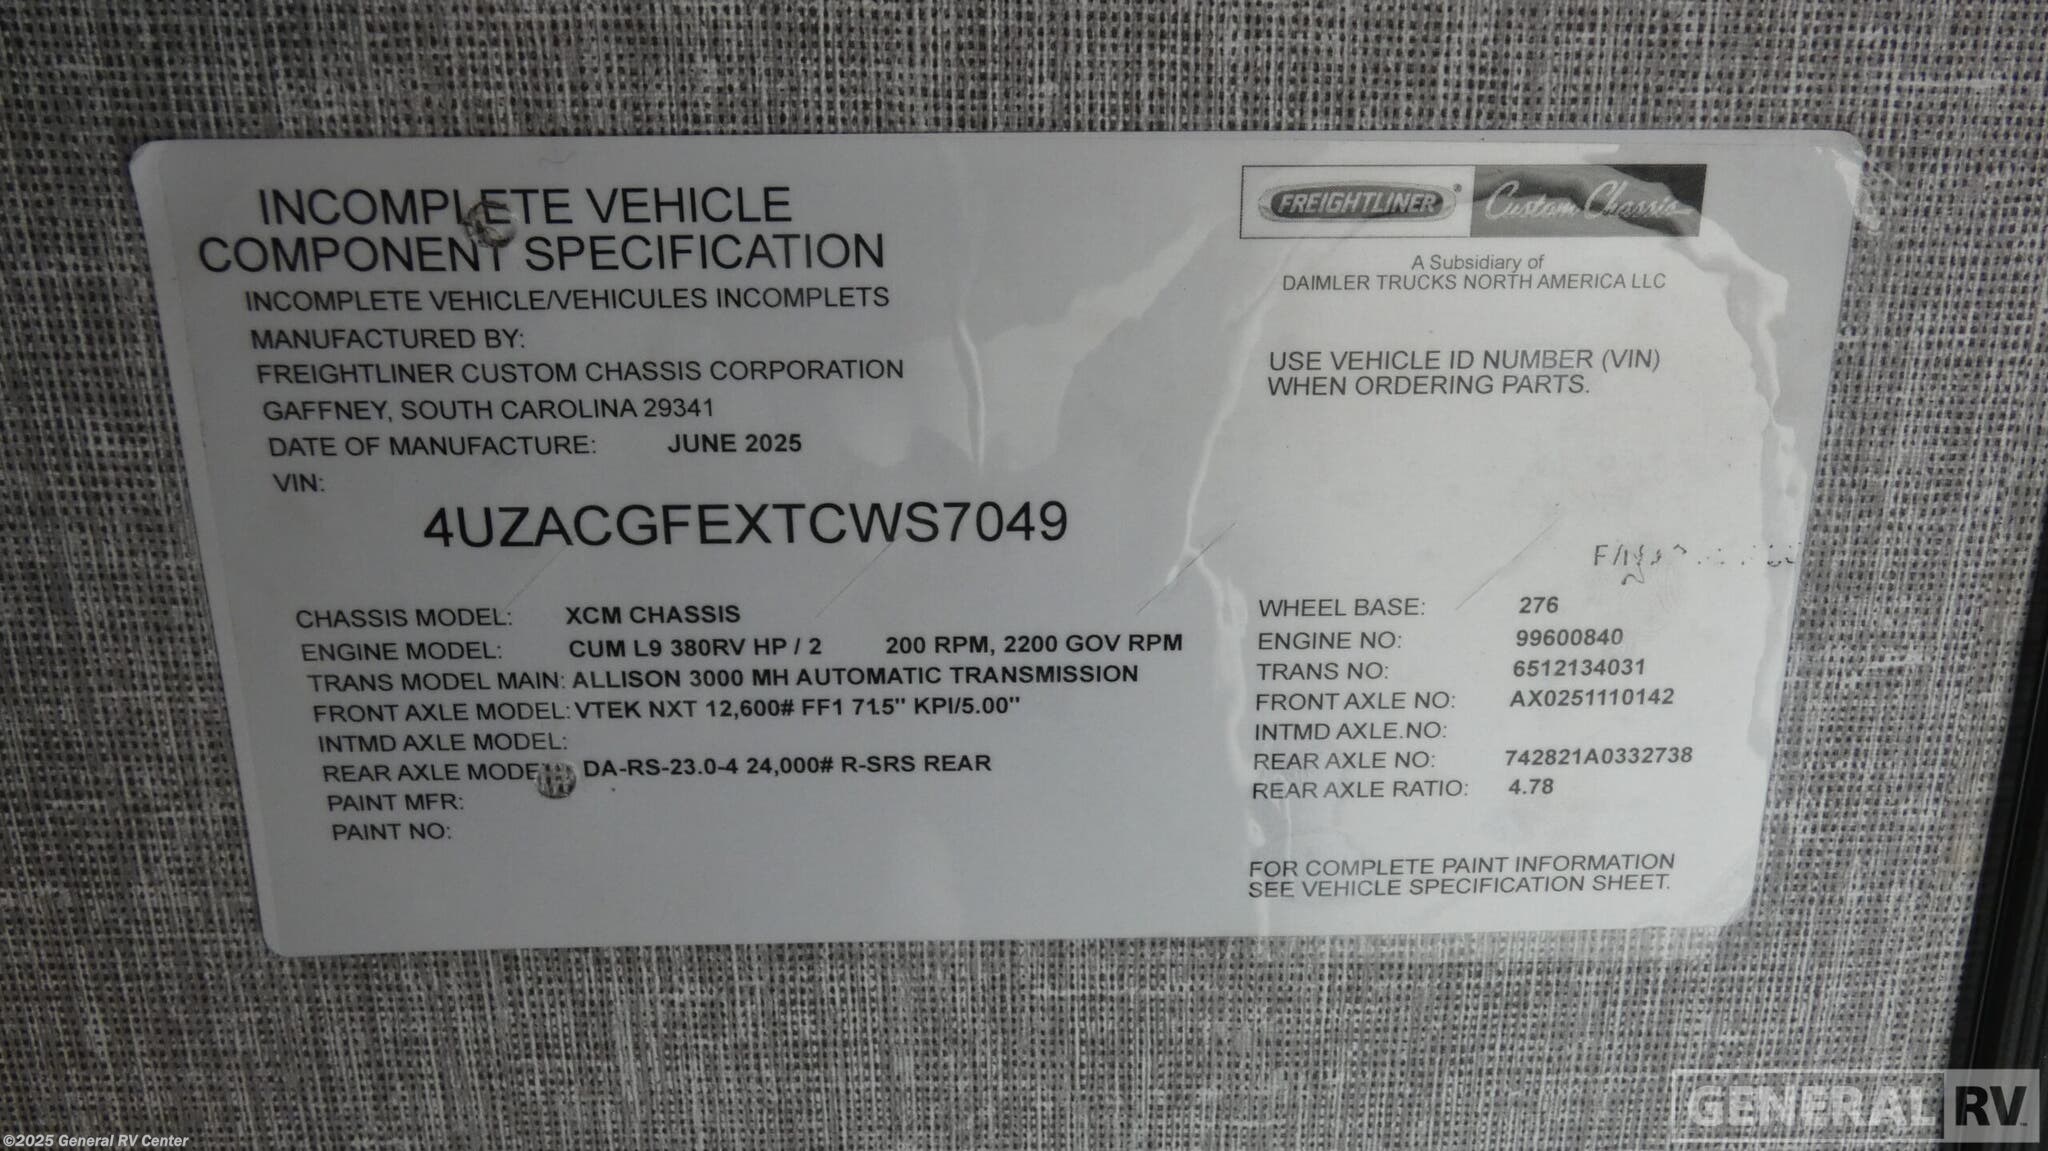 INCOMPLETE VEHICLE
COMPONENT SPECIFICATION
INCOMPLETE VEHICLE/VEHICULES INCOMPLETS
MANUFACTURED BY:
FREIGHTLINER CUSTOM CHASSIS CORPORATION
GAFFNEY, SOUTH CAROLINA 29341
DATE OF MANUFACTURE: JUNE 2025
VIN:
4UZACGFEXTCWS7049
CHASSIS MODEL: XCM CHASSIS
ENGINE MODEL: CUM L9 380RV HP / 2 200 RPM, 2200 GOV RPM
TRANS MODEL MAIN: ALLISON 3000 MH AUTOMATIC TRANSMISSION
FRONT AXLE MODEL: VTEK NXT 12,600# FF1 71.5" KPI/5.00"
INTMD AXLE MODEL:
REAR AXLE MODEL: DA-RS-23.0-4 24,000# R-SRS REAR
PAINT MFR:
PAINT NO:
FREIGHTLINER® Custom Chassis
A Subsidiary of
DAIMLER TRUCKS NORTH AMERICA LLC
USE VEHICLE ID NUMBER (VIN)
WHEN ORDERING PARTS.
WHEEL BASE: 276
ENGINE NO: 99600840
TRANS NO: 6512134031
FRONT AXLE NO: AX0251110142
INTMD AXLE.NO:
REAR AXLE NO: 742821A0332738
REAR AXLE RATIO: 4.78
FOR COMPLETE PAINT INFORMATION
SEE VEHICLE SPECIFICATION SHEET.
©2025 General RV Center
GENERAL RV